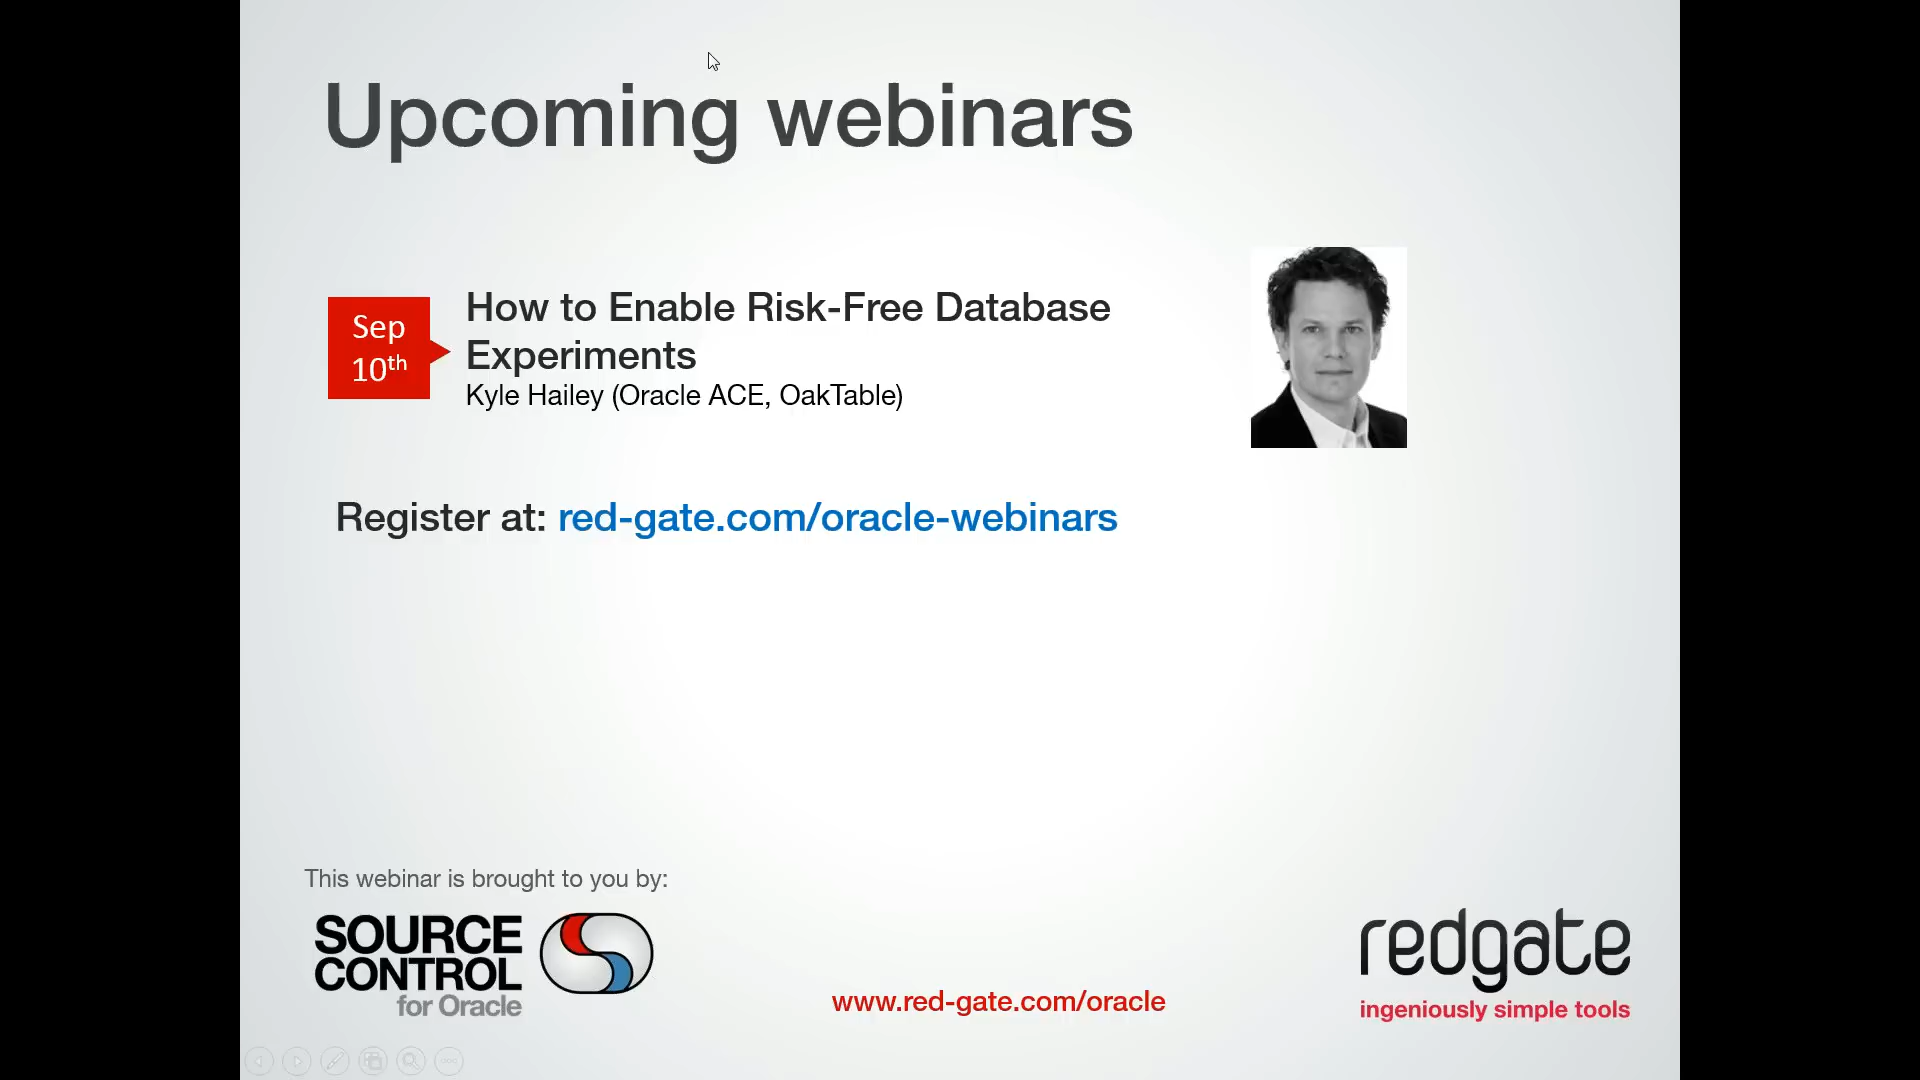 Upcoming webinars
Sep
10th
How to Enable Risk-Free Database
Experiments
Kyle Hailey (Oracle ACE, OakTable)
Register at: red-gate.com/oracle-webinars
This webinar is brought to you by:
SOURCE
CONTROL
for Oracle
www.red-gate.com/oracle
redgate
ingeniously simple tools